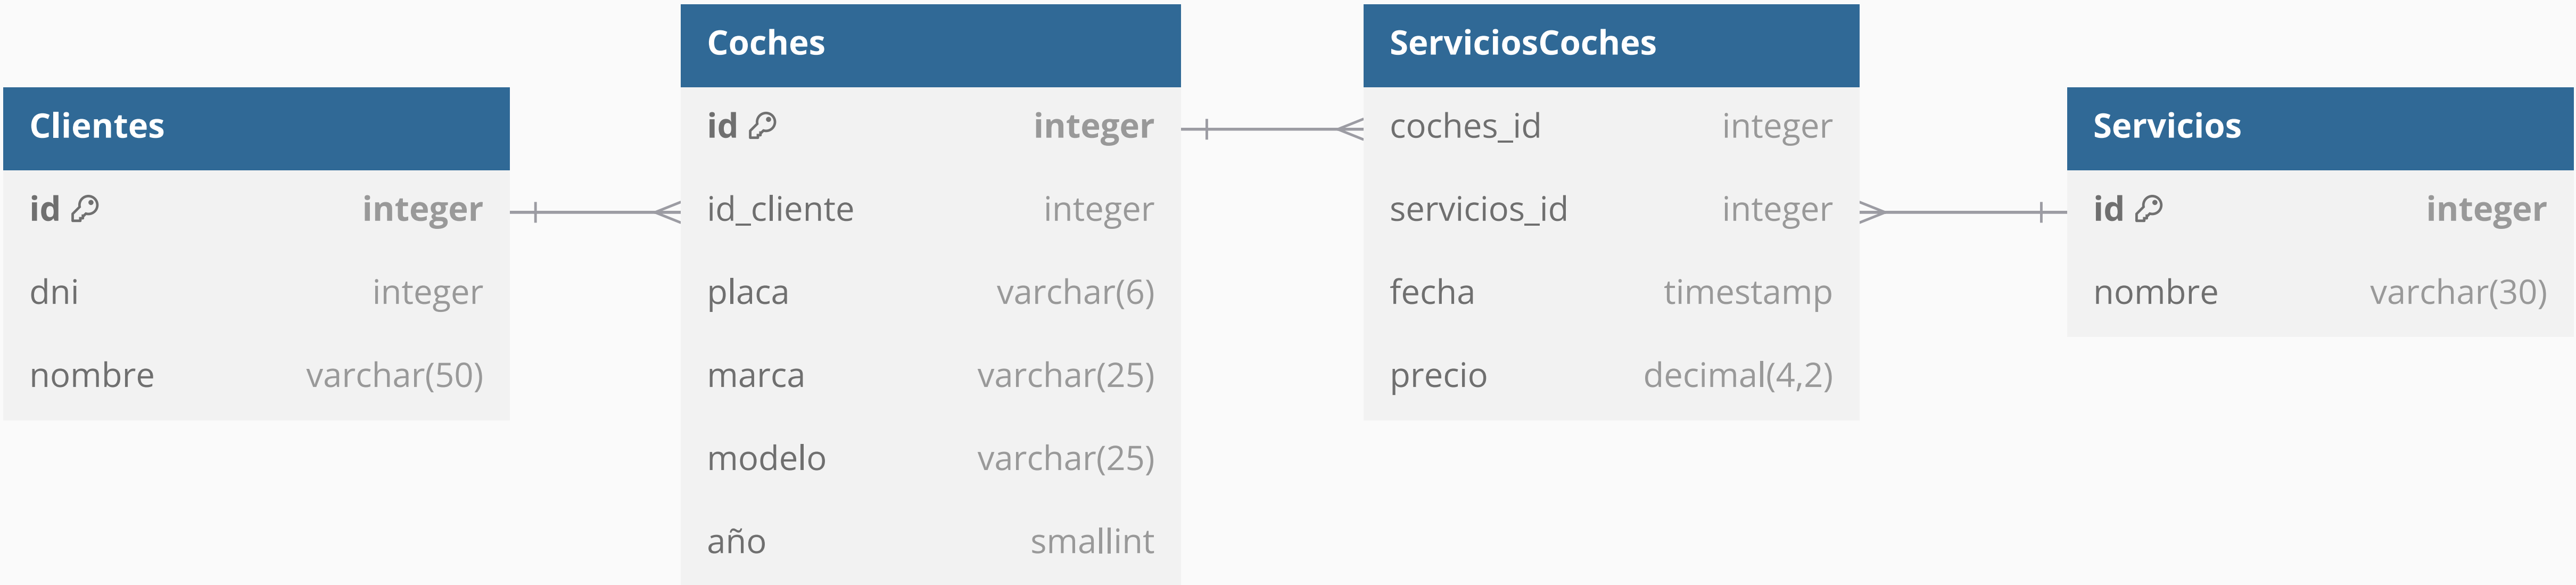 Clientes
id integer
dni integer
nombre varchar(50)
Coches
id integer
id_cliente integer
placa varchar(6)
marca varchar(25)
modelo varchar(25)
año smallint
ServiciosCoches
coches_id integer
servicios_id integer
fecha timestamp
precio decimal(4,2)
Servicios
id integer
nombre varchar(30)